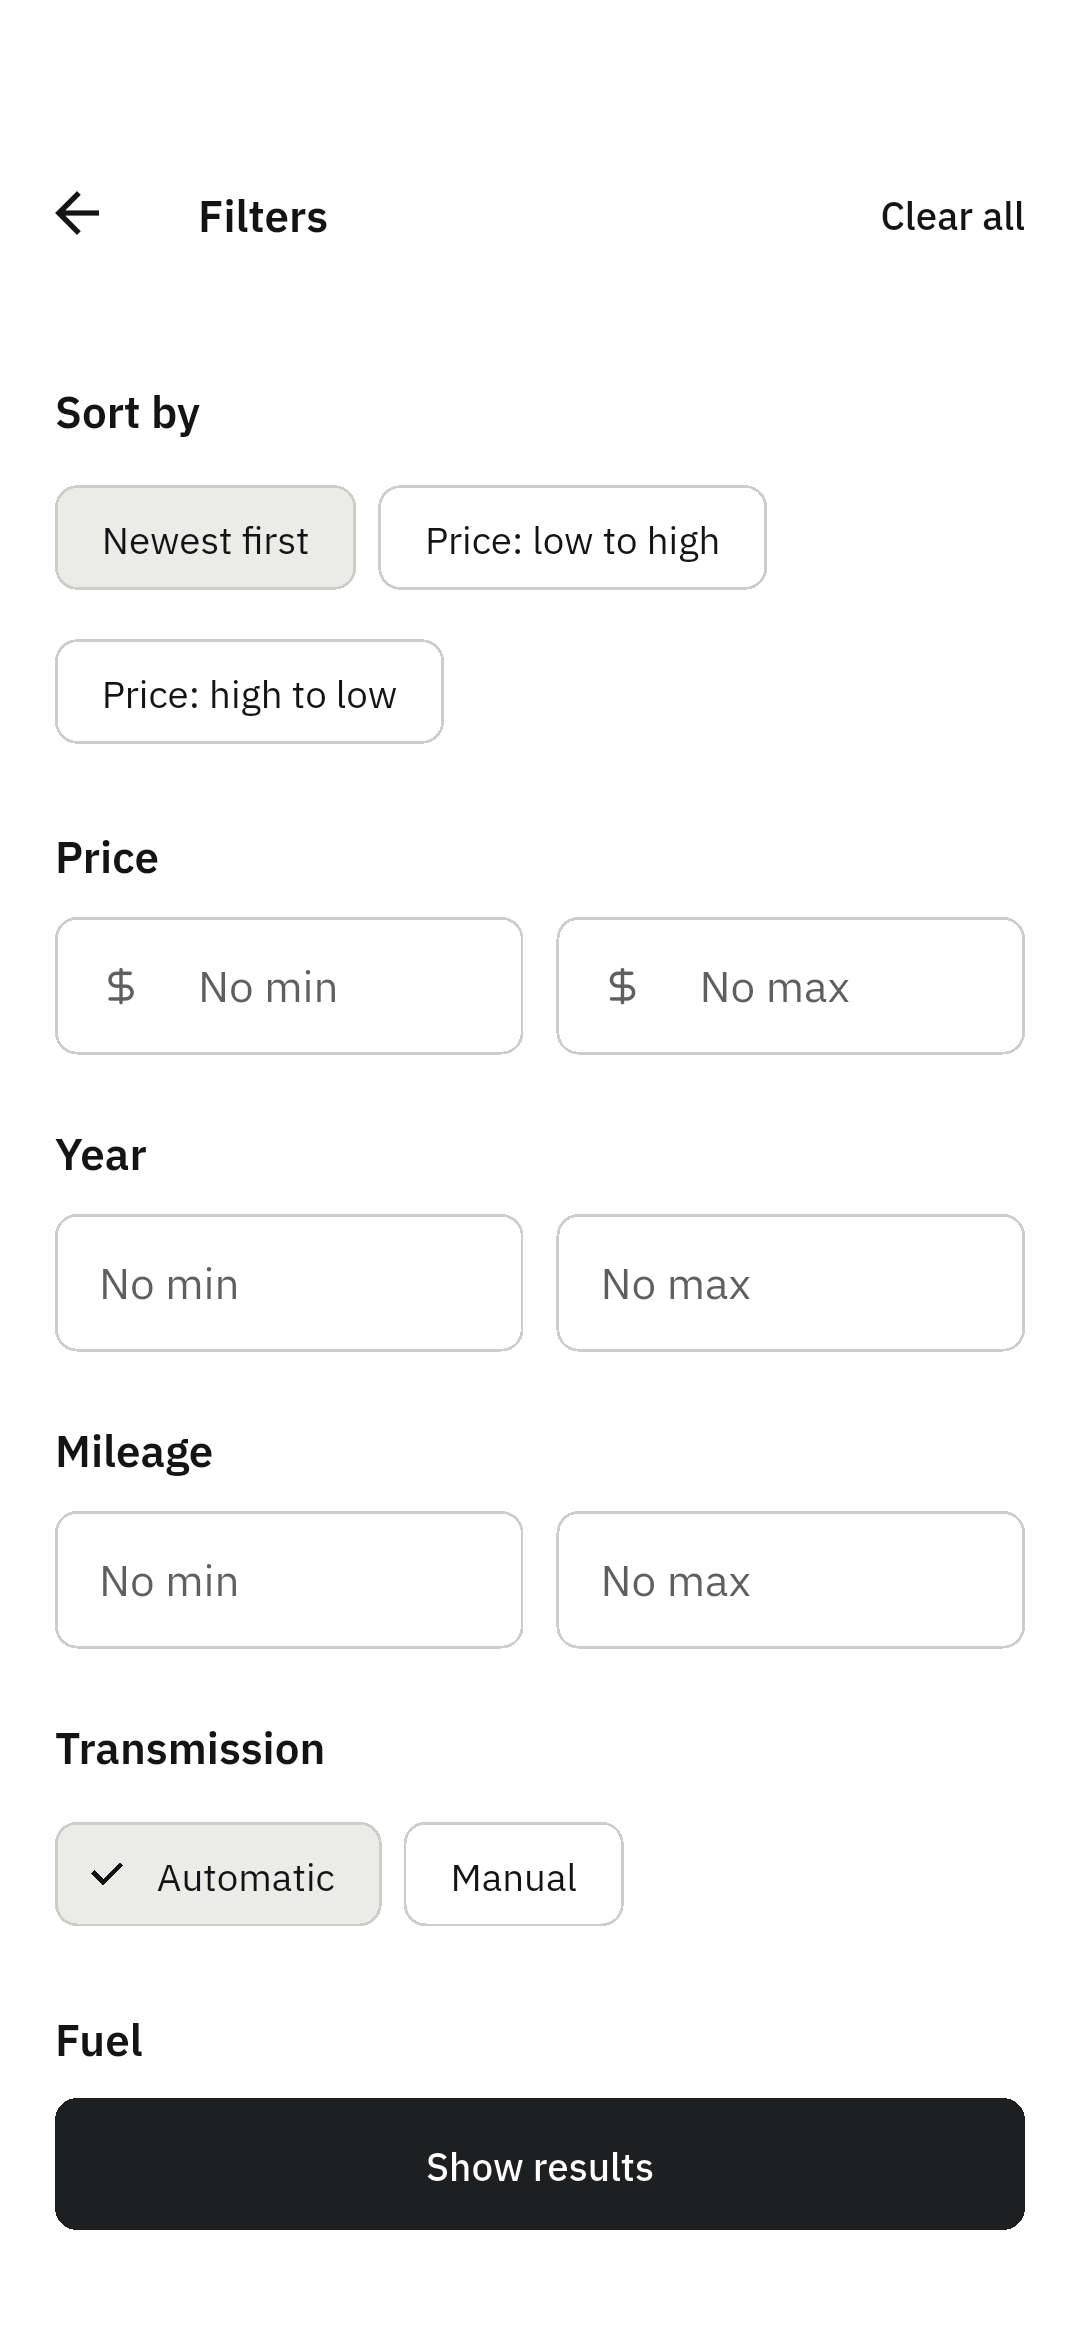 Filters
Clear all
Sort by
Newest first
Price: low to high
Price: high to low
Price
$ No min
$ No max
Year
No min
No max
Mileage
No min
No max
Transmission
Automatic
Manual
Fuel
Show results